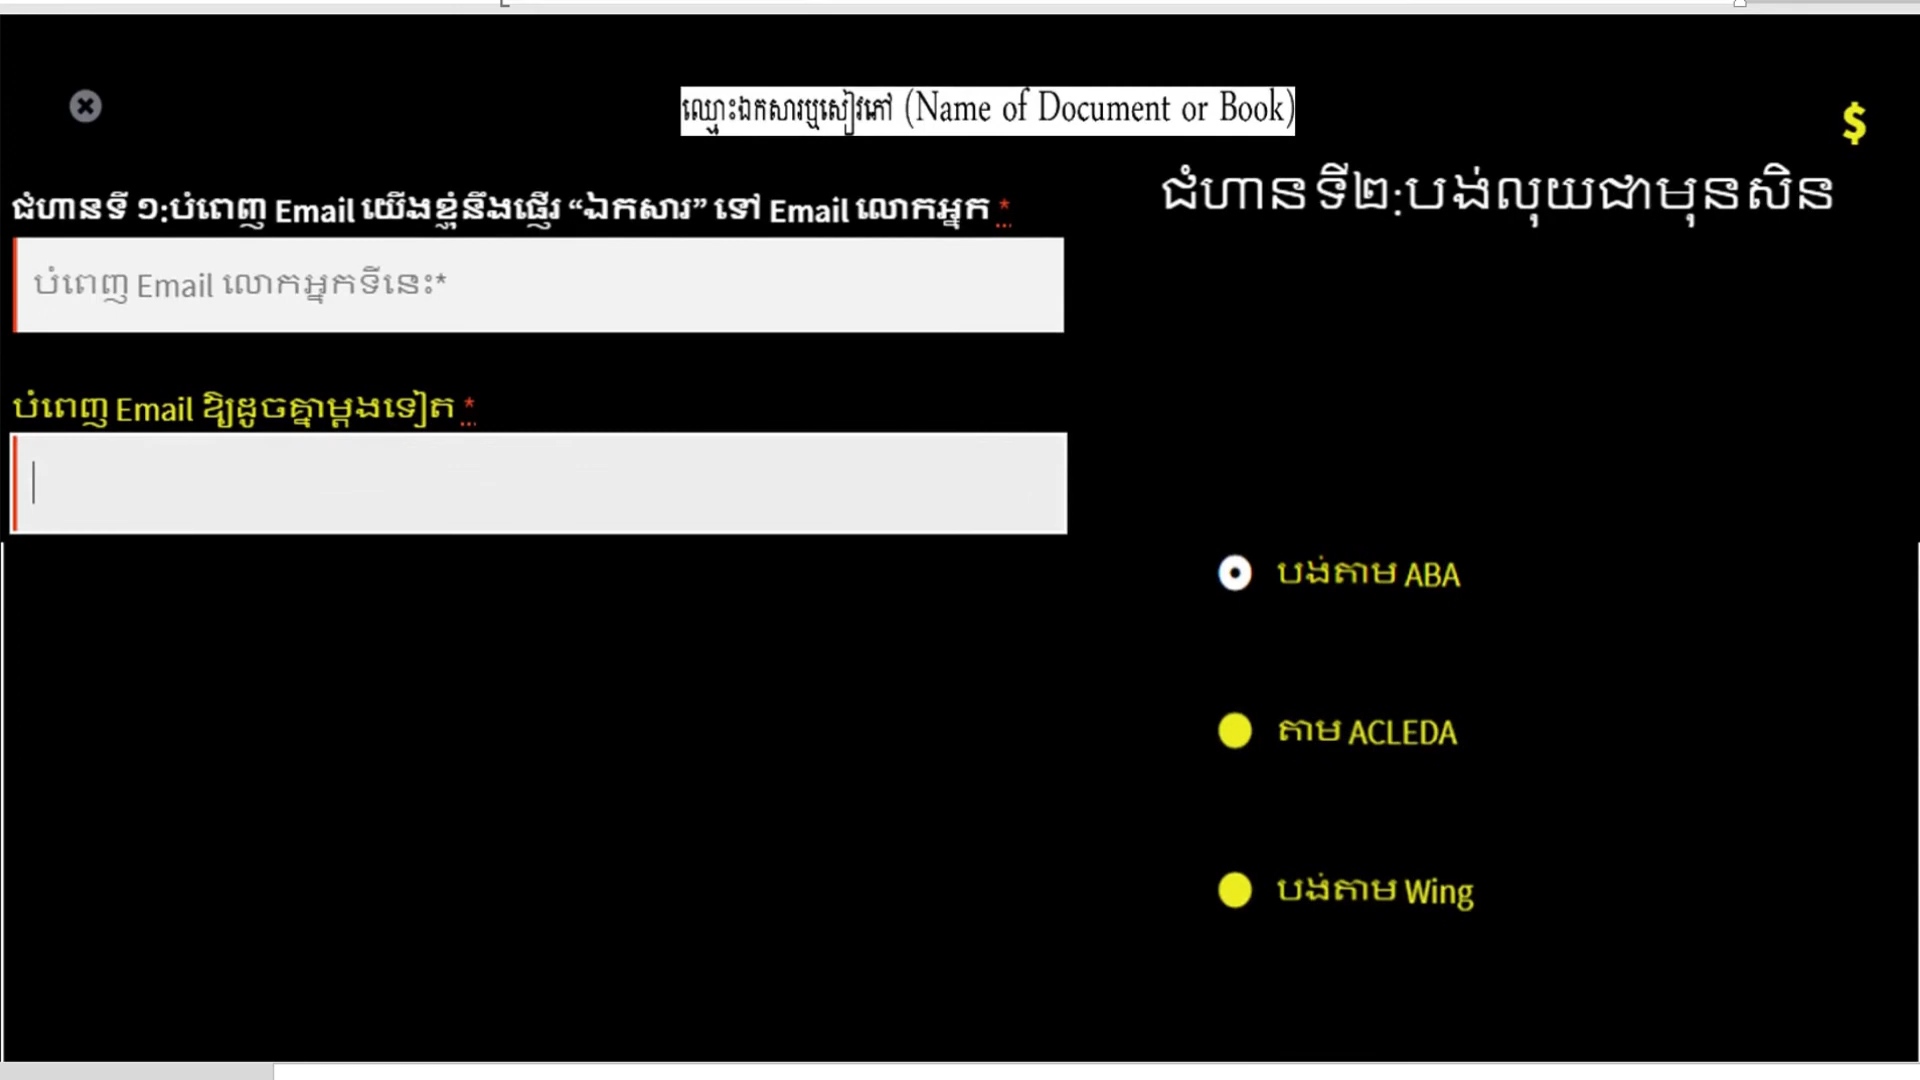 ឈ្មោះឯកសារឬសៀវភៅ (Name of Document or Book)
$
ជំហានទី ១:បំពេញ Email យើងខ្ញុំនឹងផ្ញើរ “ឯកសារ” ទៅ Email លោកអ្នក *
បំពេញ Email លោកអ្នកទីនេះ*
បំពេញ Email ឱ្យដូចគ្នាម្តងទៀត *
ជំហានទី២:បង់លុយជាមុនសិន
បង់តាម ABA
តាម ACLEDA
បង់តាម Wing